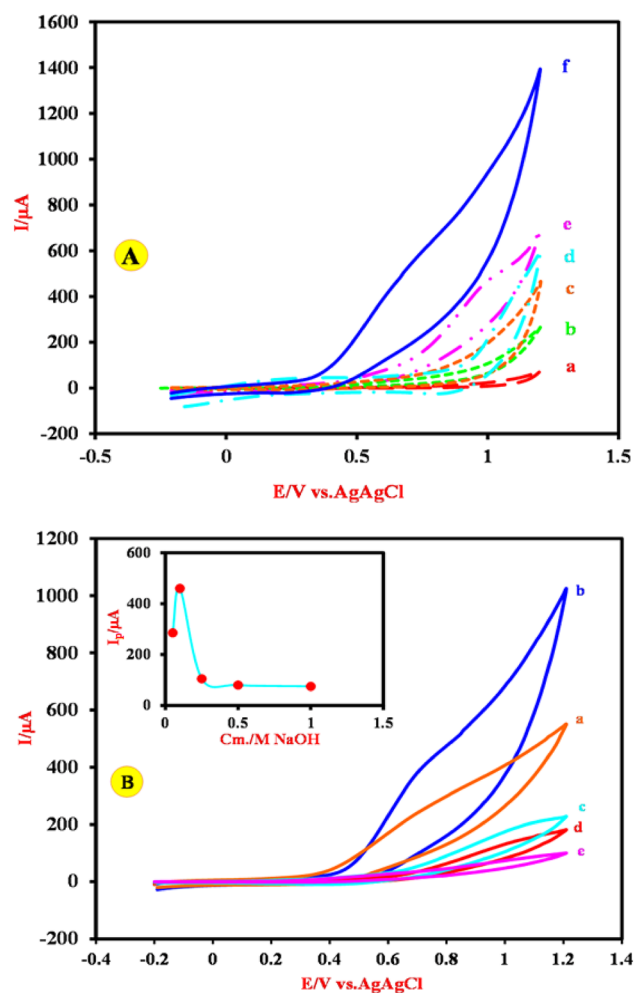 1600
1400
1200
1000
800
600
400
200
0
-200
I/µA
A
f
e
d
c
b
a
-0.5
0
0.5
1
1.5
E/V vs.AgAgCl
1200
1000
800
600
400
200
0
-200
I/µA
B
600
400
200
0
Ip/µA
0
0.5
1
1.5
Cm./M NaOH
b
a
c
d
e
-0.4
-0.2
0
0.2
0.4
0.6
0.8
1
1.2
1.4
E/V vs.AgAgCl